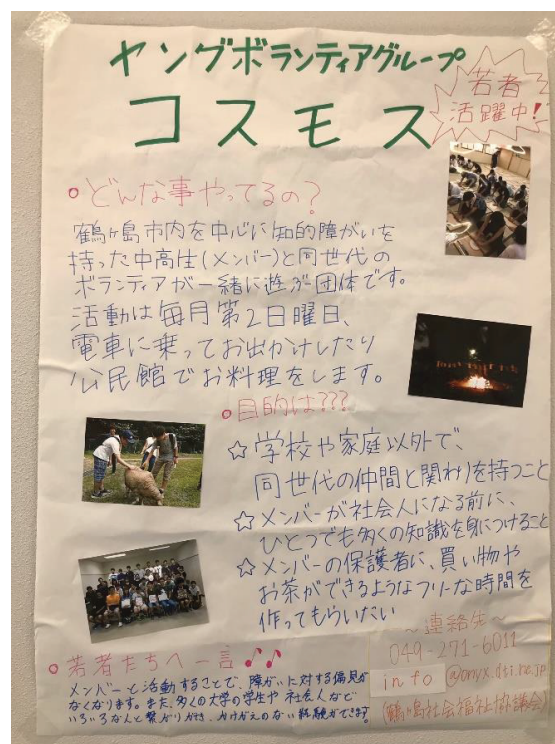 ヤングボランティアグループ
コスモス
若者
活躍中!
○どんな事やってるの?
鶴ヶ島市内を中心に知的障がいを
持った中高生(メンバー)と同世代の
ボランティアが一緒に遊ぶ団体です。
活動は毎月第2日曜日、
電車に乗ってお出かけしたり
公民館でお料理をします。
○目的は???
☆学校や家庭以外で、
同世代の仲間と関わりを持つこと
☆メンバーが社会人になる前に、
ひとつでも多くの知識を身につけること
☆メンバーの保護者に、買い物や
お茶ができるようなフリーな時間を
作ってもらいたい
○若者たちへ一言♪♪
メンバーと活動することで、障がいに対する偏見が
なくなります。また、多くの大学の学生や社会人など
いろいろな人と繋がりができ、かけがえのない経験ができます。
~連絡先~
049-271-6011
info@onyx.dti.ne.jp
(鶴ヶ島社会福祉協議会)